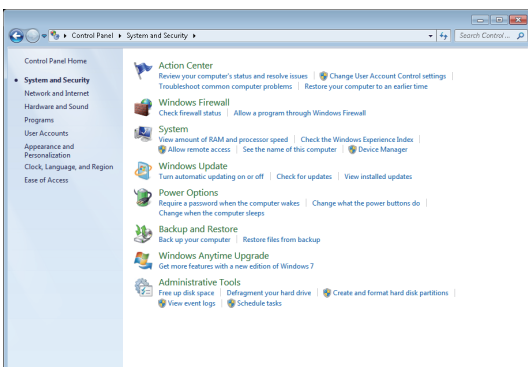 Control Panel ▸ System and Security ▸
Search Control...
Control Panel Home
System and Security
Network and Internet
Hardware and Sound
Programs
User Accounts
Appearance and
Personalization
Clock, Language, and Region
Ease of Access
Action Center
Review your computer's status and resolve issues | Change User Account Control settings |
Troubleshoot common computer problems | Restore your computer to an earlier time
Windows Firewall
Check firewall status | Allow a program through Windows Firewall
System
View amount of RAM and processor speed | Check the Windows Experience Index |
Allow remote access | See the name of this computer | Device Manager
Windows Update
Turn automatic updating on or off | Check for updates | View installed updates
Power Options
Require a password when the computer wakes | Change what the power buttons do |
Change when the computer sleeps
Backup and Restore
Back up your computer | Restore files from backup
Windows Anytime Upgrade
Get more features with a new edition of Windows 7
Administrative Tools
Free up disk space | Defragment your hard drive | Create and format hard disk partitions |
View event logs | Schedule tasks